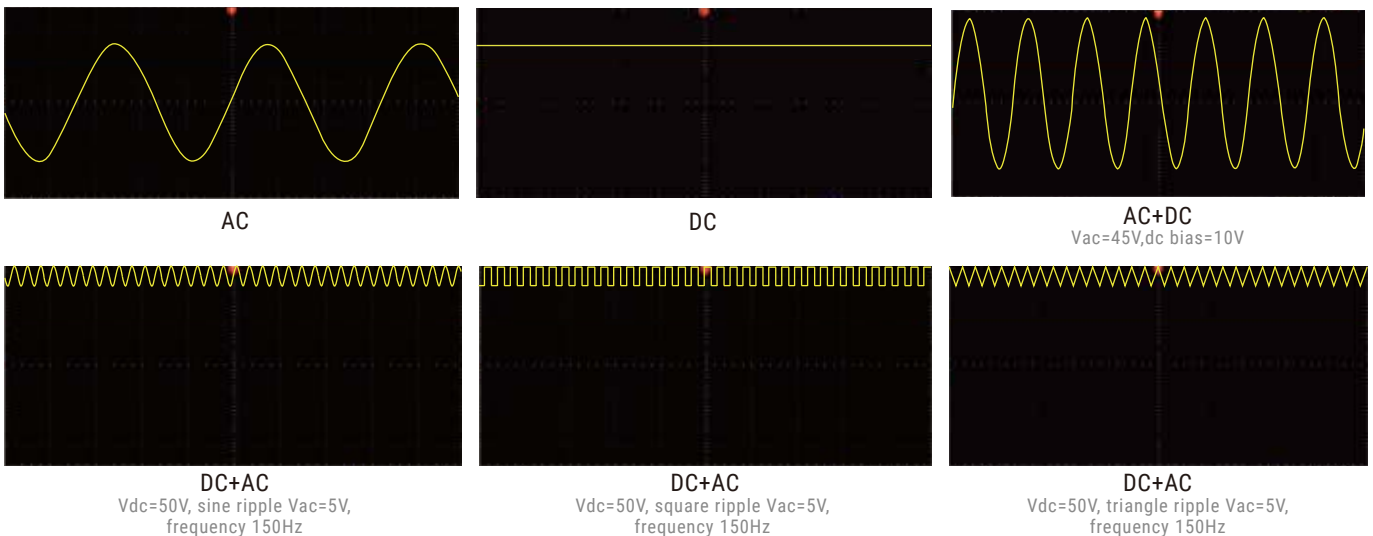 AC
DC
AC+DC
Vac=45V,dc bias=10V
DC+AC
Vdc=50V, sine ripple Vac=5V,
frequency 150Hz
DC+AC
Vdc=50V, square ripple Vac=5V,
frequency 150Hz
DC+AC
Vdc=50V, triangle ripple Vac=5V,
frequency 150Hz